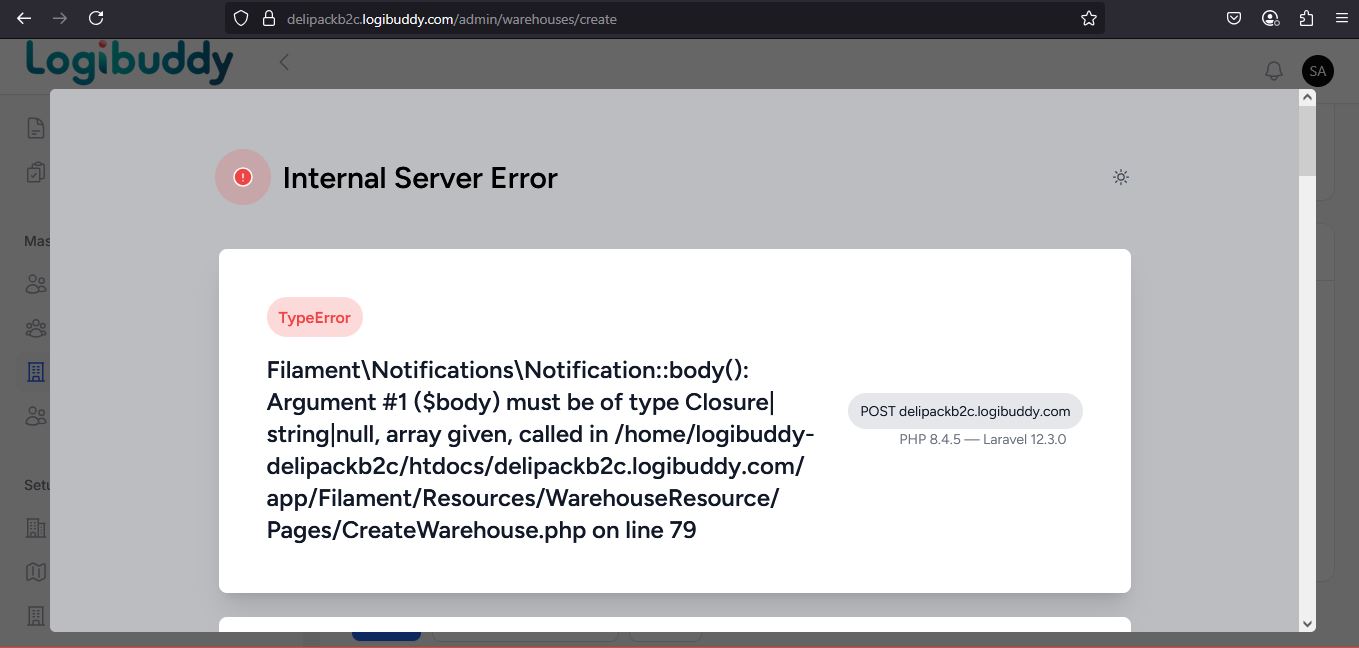 delipackb2c.logibuddy.com/admin/warehouses/create
Logibuddy
SA
Internal Server Error
Mas
TypeError
Filament\Notifications\Notification::body():
Argument #1 ($body) must be of type Closure|
string|null, array given, called in /home/logibuddy-
delipackb2c/htdocs/delipackb2c.logibuddy.com/
app/Filament/Resources/WarehouseResource/
Pages/CreateWarehouse.php on line 79
POST delipackb2c.logibuddy.com
PHP 8.4.5 — Laravel 12.3.0
Setu